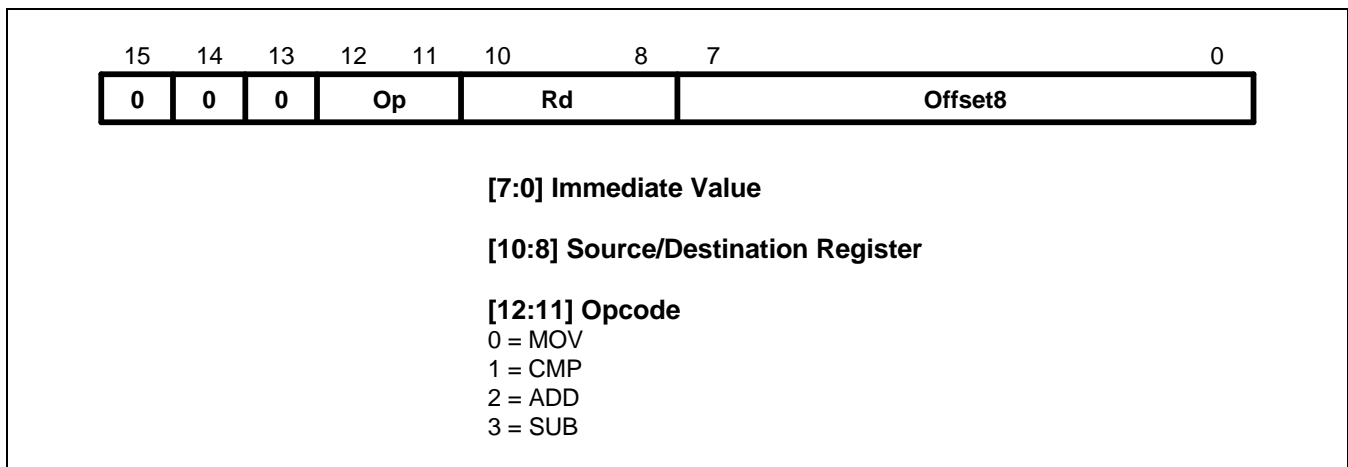 15 14 13 12 11 10 8 7 0
0 0 0 Op Rd Offset8
[7:0] Immediate Value
[10:8] Source/Destination Register
[12:11] Opcode
0 = MOV
1 = CMP
2 = ADD
3 = SUB